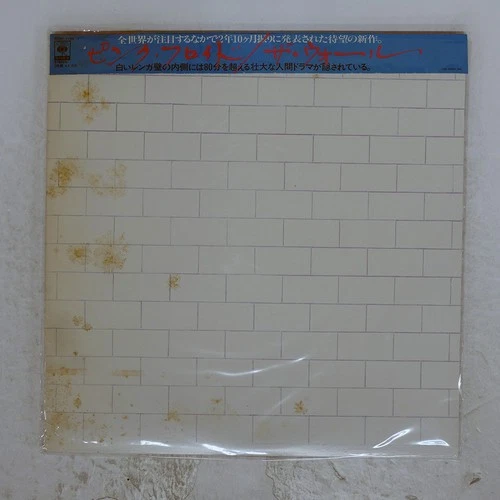 全世界が注目するなかで2年10ヶ月振りに発表された待望の新作。
ピンク・フロイド/ザ・ウォール
白いレンガ壁の内側には80分を超える壮大な人間ドラマが隠されている。